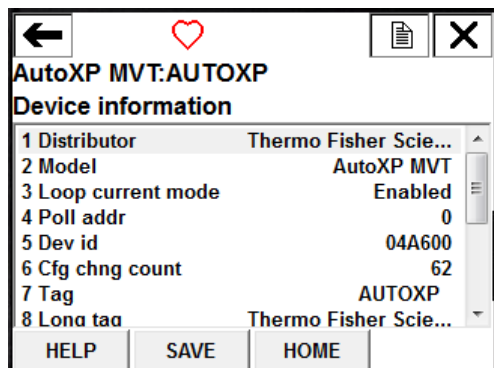 AutoXP MVT:AUTOXP
Device information
1 Distributor Thermo Fisher Scie...
2 Model AutoXP MVT
3 Loop current mode Enabled
4 Poll addr 0
5 Dev id 04A600
6 Cfg chng count 62
7 Tag AUTOXP
8 Long tag Thermo Fisher Scie...
HELP SAVE HOME